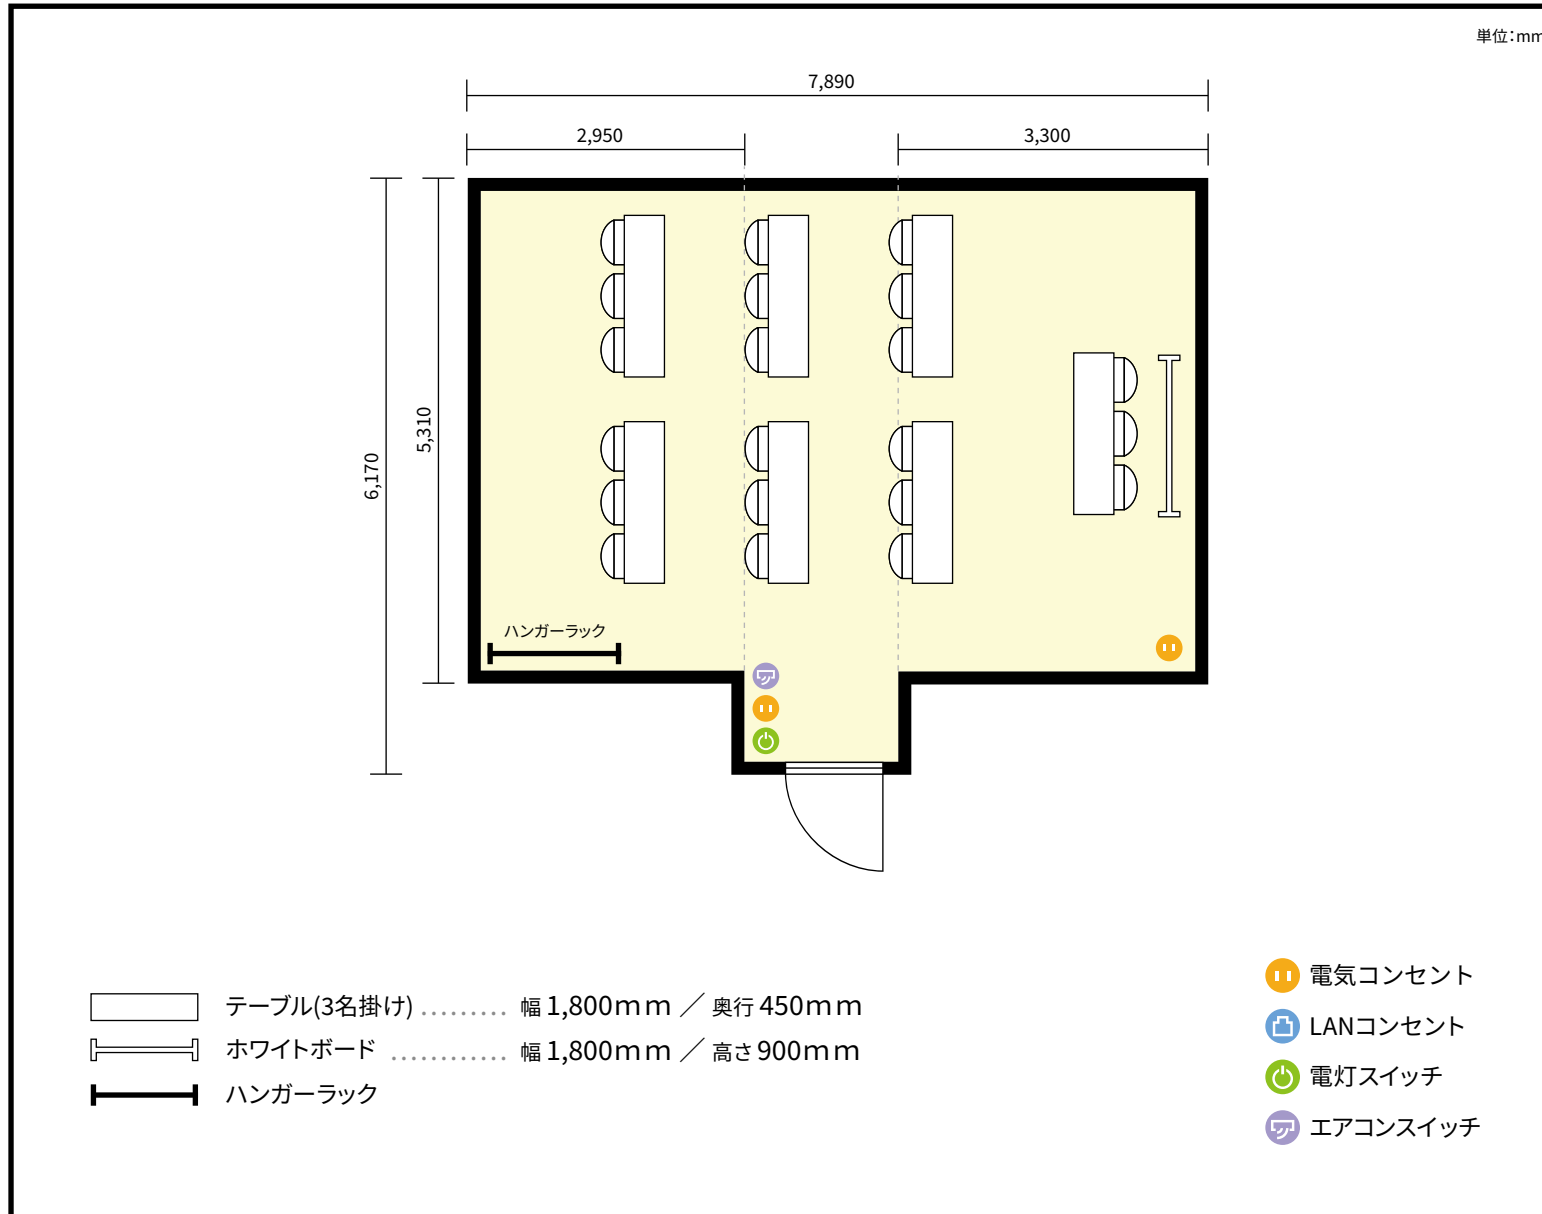 単位：mm
7,890
2,950
3,300
5,310
6,170
ハンガーラック
テーブル(3名掛け) ......... 幅 1,800mm ／ 奥行 450mm
ホワイトボード ............ 幅 1,800mm ／ 高さ 900mm
ハンガーラック
電気コンセント
LANコンセント
電灯スイッチ
エアコンスイッチ